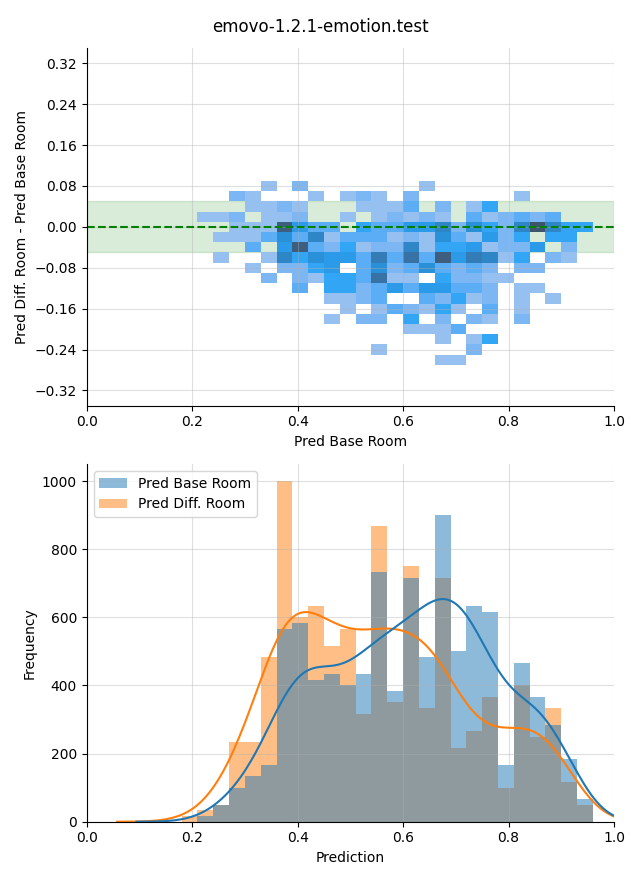 emovo-1.2.1-emotion.test
Pred Diff. Room - Pred Base Room
0.32
0.24
0.16
0.08
0.00
−0.08
−0.16
−0.24
−0.32
0.0 0.2 0.4 0.6 0.8 1.0
Pred Base Room
Frequency
1000
800
600
400
200
0
Pred Base Room
Pred Diff. Room
0.0 0.2 0.4 0.6 0.8 1.0
Prediction